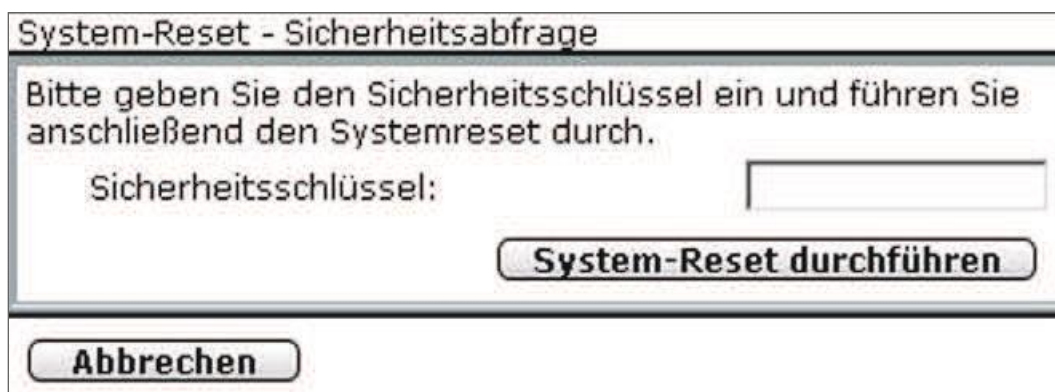 System-Reset - Sicherheitsabfrage
Bitte geben Sie den Sicherheitsschlüssel ein und führen Sie
anschließend den Systemreset durch.
Sicherheitsschlüssel:
System-Reset durchführen
Abbrechen